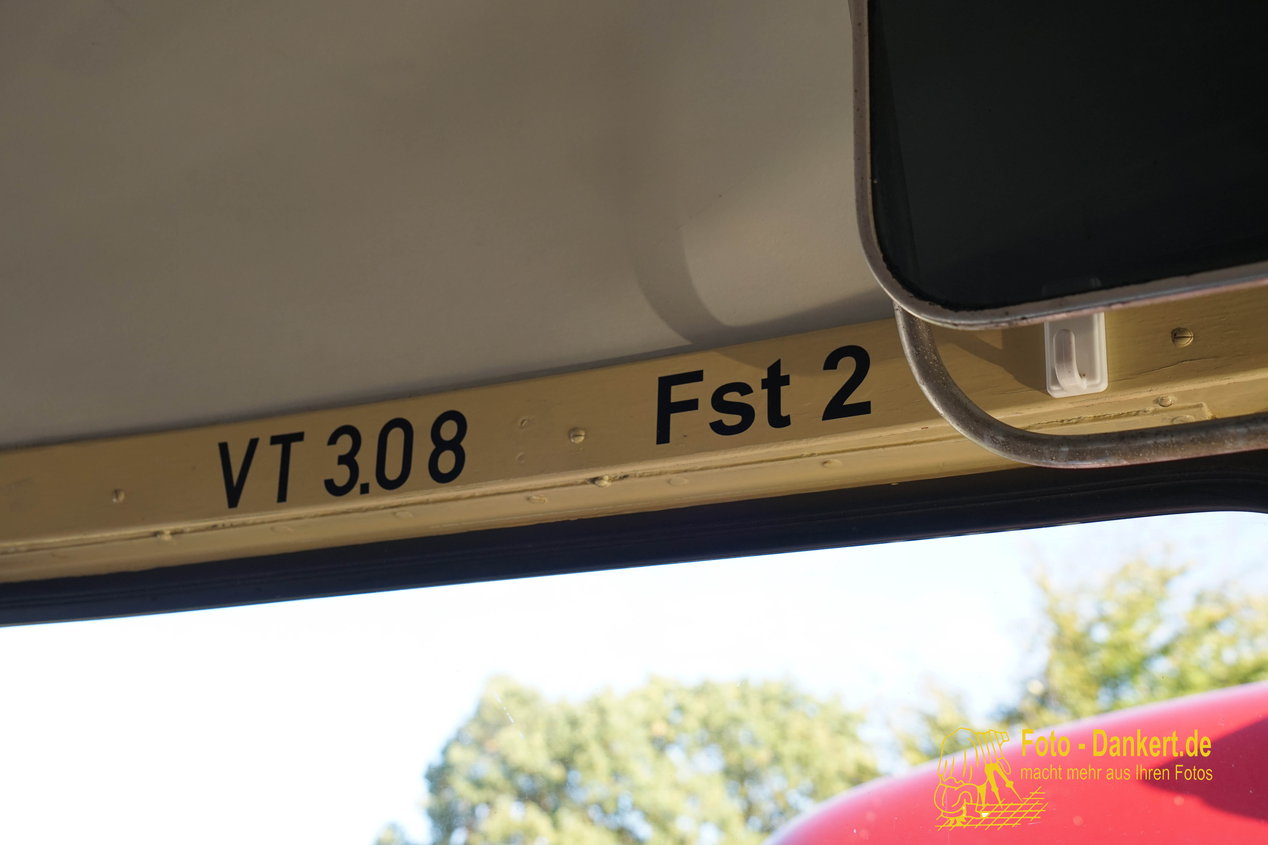 VT 3.08 Fst 2
Foto - Dankert.de
macht mehr aus Ihren Fotos